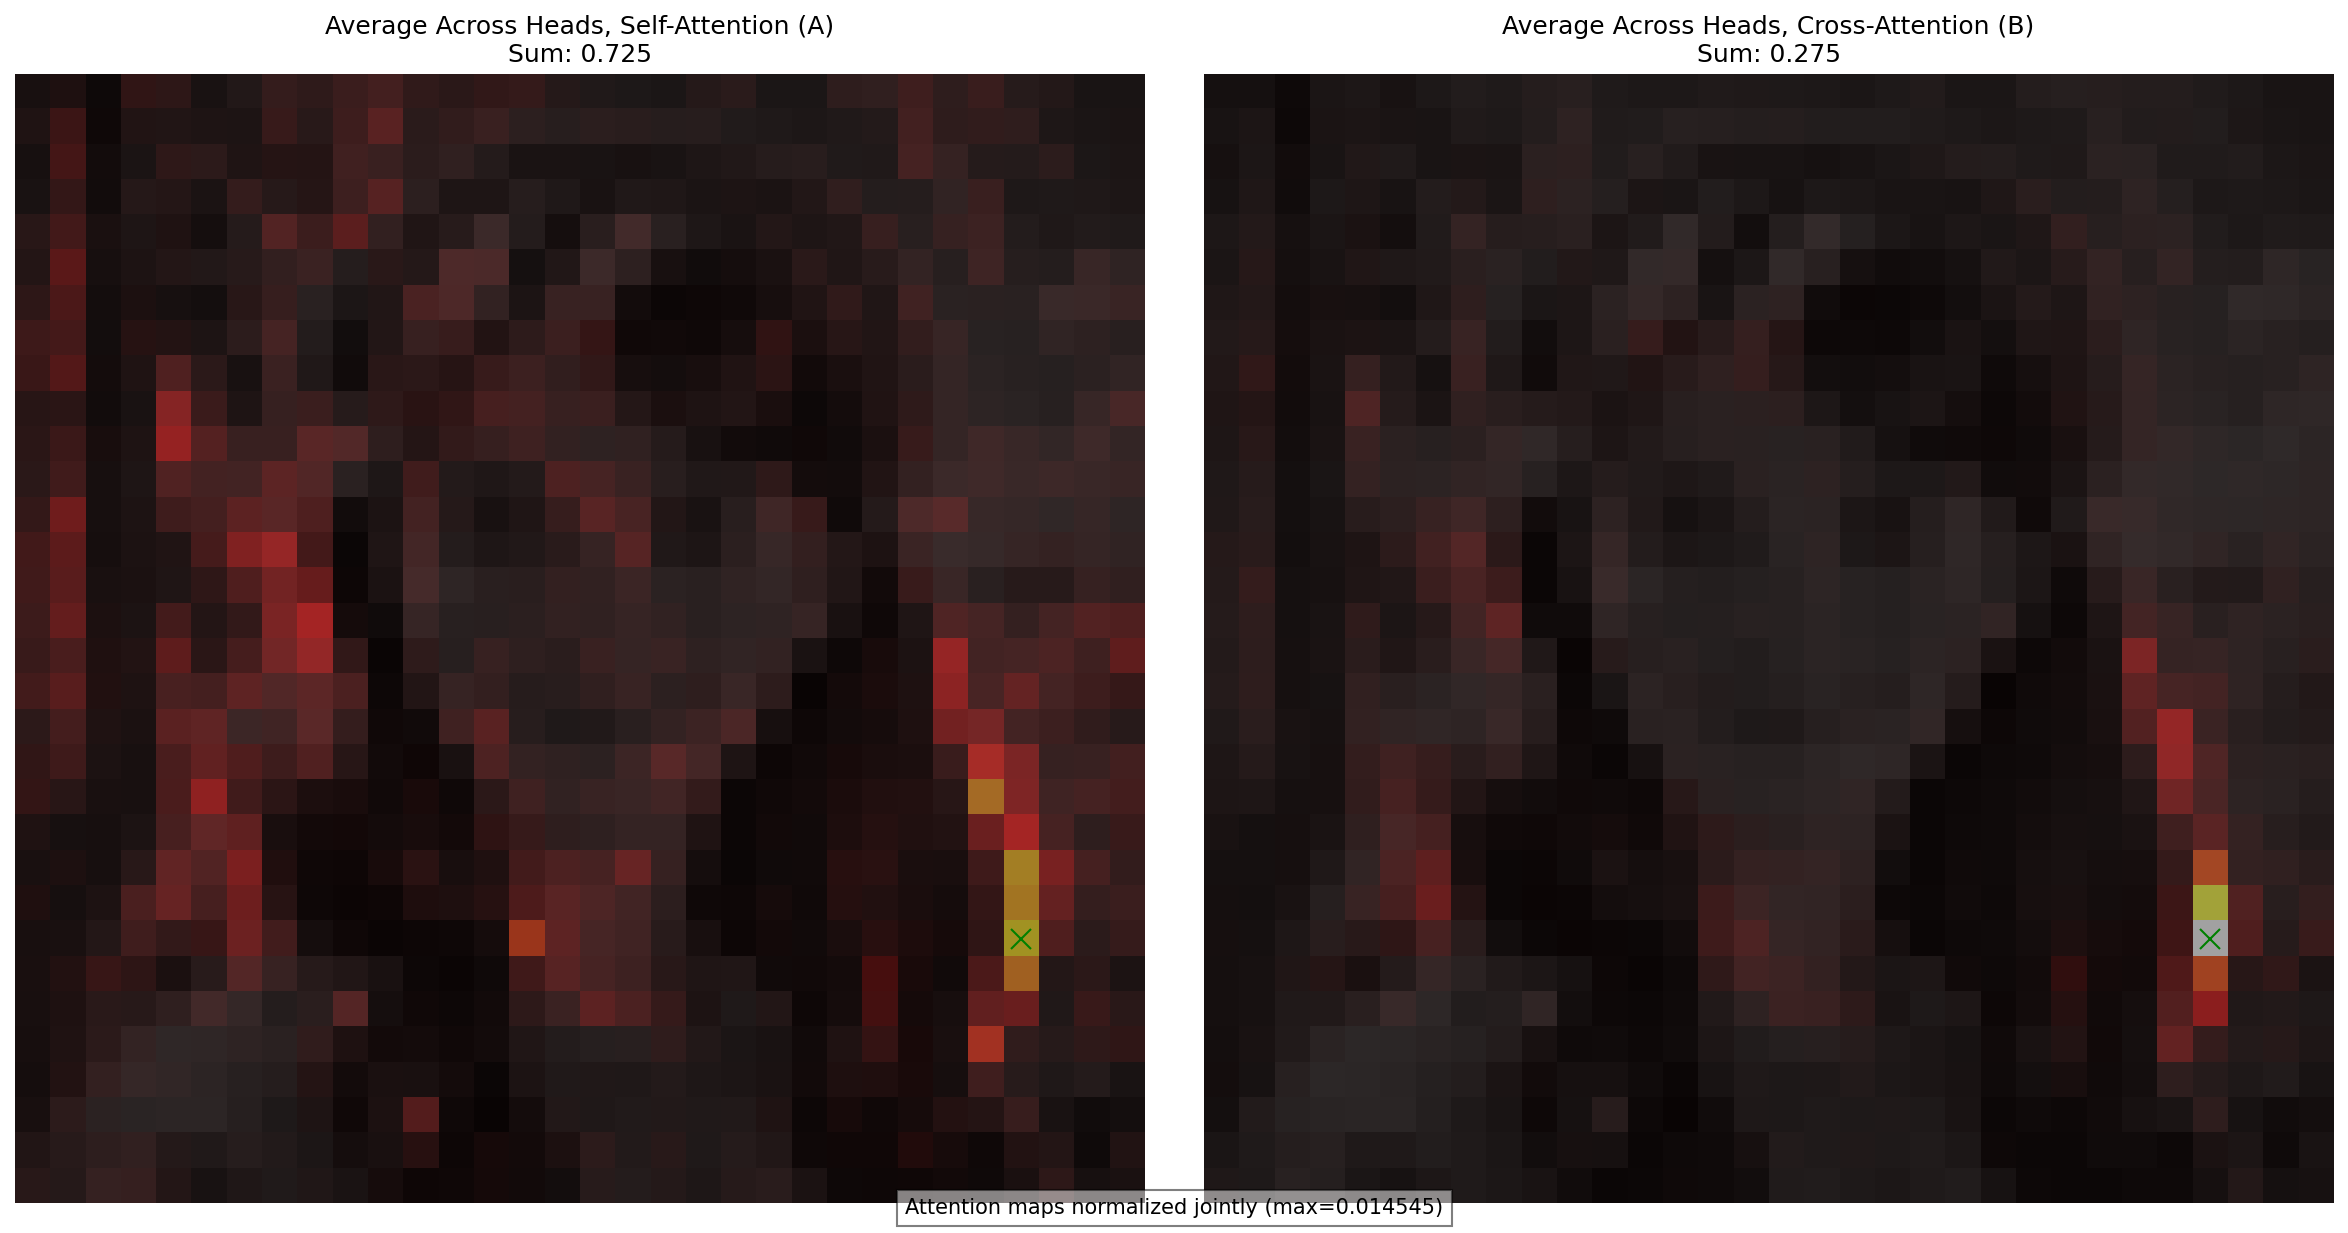 Average Across Heads, Self-Attention (A)
Sum: 0.725
Average Across Heads, Cross-Attention (B)
Sum: 0.275
Attention maps normalized jointly (max=0.014545)